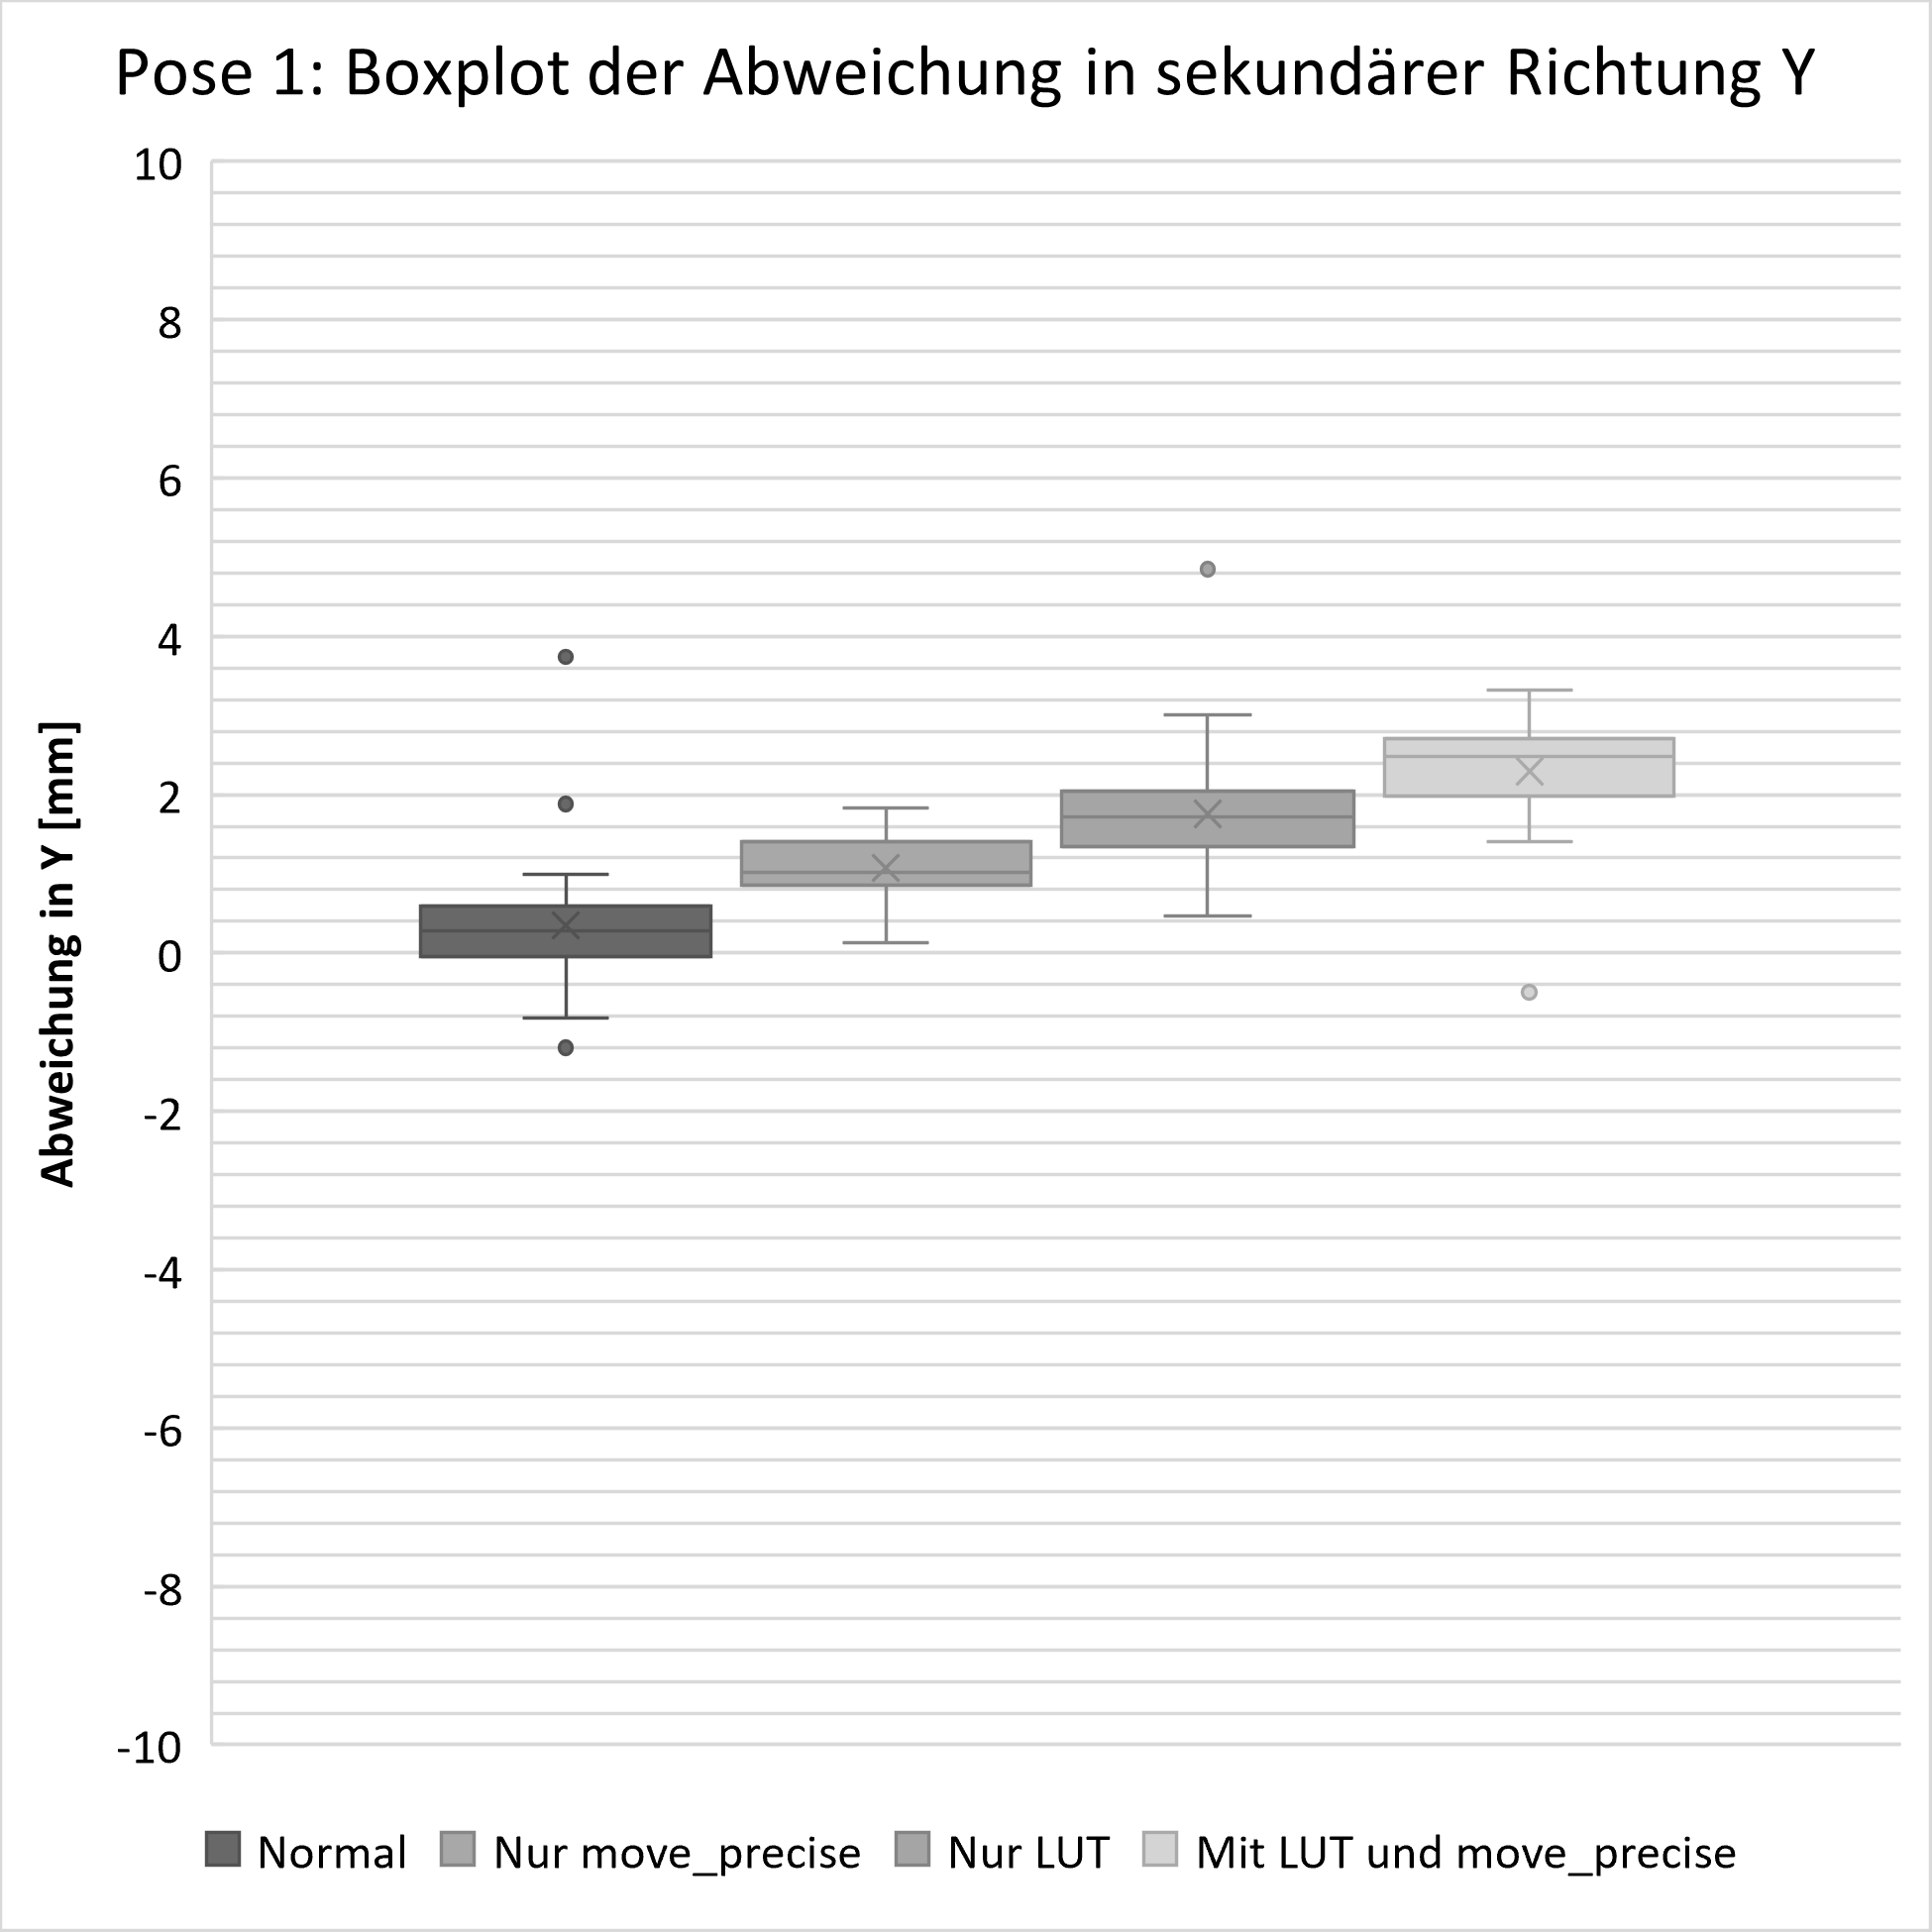 Pose 1: Boxplot der Abweichung in sekundärer Richtung Y
Abweichung in Y [mm]
10
8
6
4
2
0
-2
-4
-6
-8
-10
Normal
Nur move_precise
Nur LUT
Mit LUT und move_precise